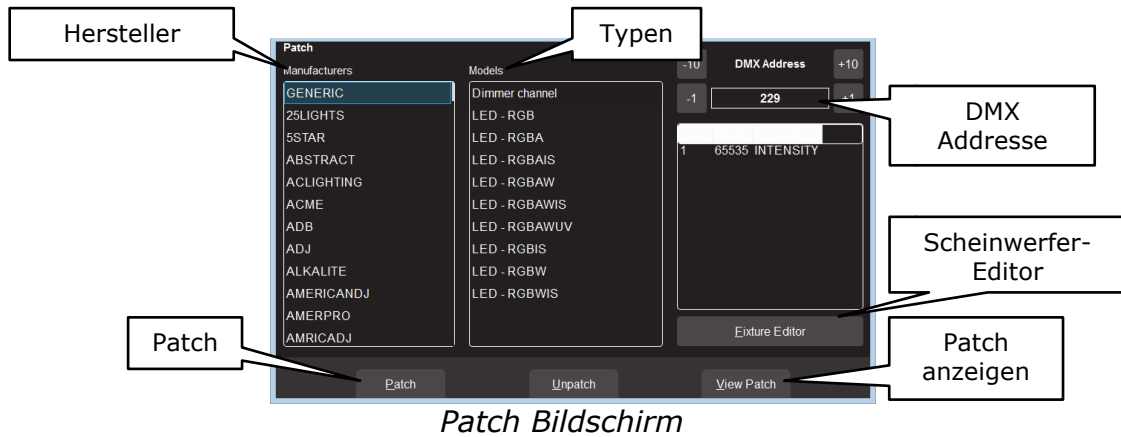 Hersteller
Typen
DMX
Addresse
Scheinwerfer-
Editor
Patch
anzeigen
Patch
Patch
Manufacturers
GENERIC
25LIGHTS
5STAR
ABSTRACT
ACLIGHTING
ACME
ADB
ADJ
ALKALITE
AMERICANDJ
AMERPRO
AMRICADJ
Models
Dimmer channel
LED - RGB
LED - RGBA
LED - RGBAIS
LED - RGBAW
LED - RGBAWIS
LED - RGBAWUV
LED - RGBIS
LED - RGBW
LED - RGBWIS
-10 DMX Address +10
-1 229 +1
1 65535 INTENSITY
Fixture Editor
Patch Unpatch View Patch
Patch Bildschirm